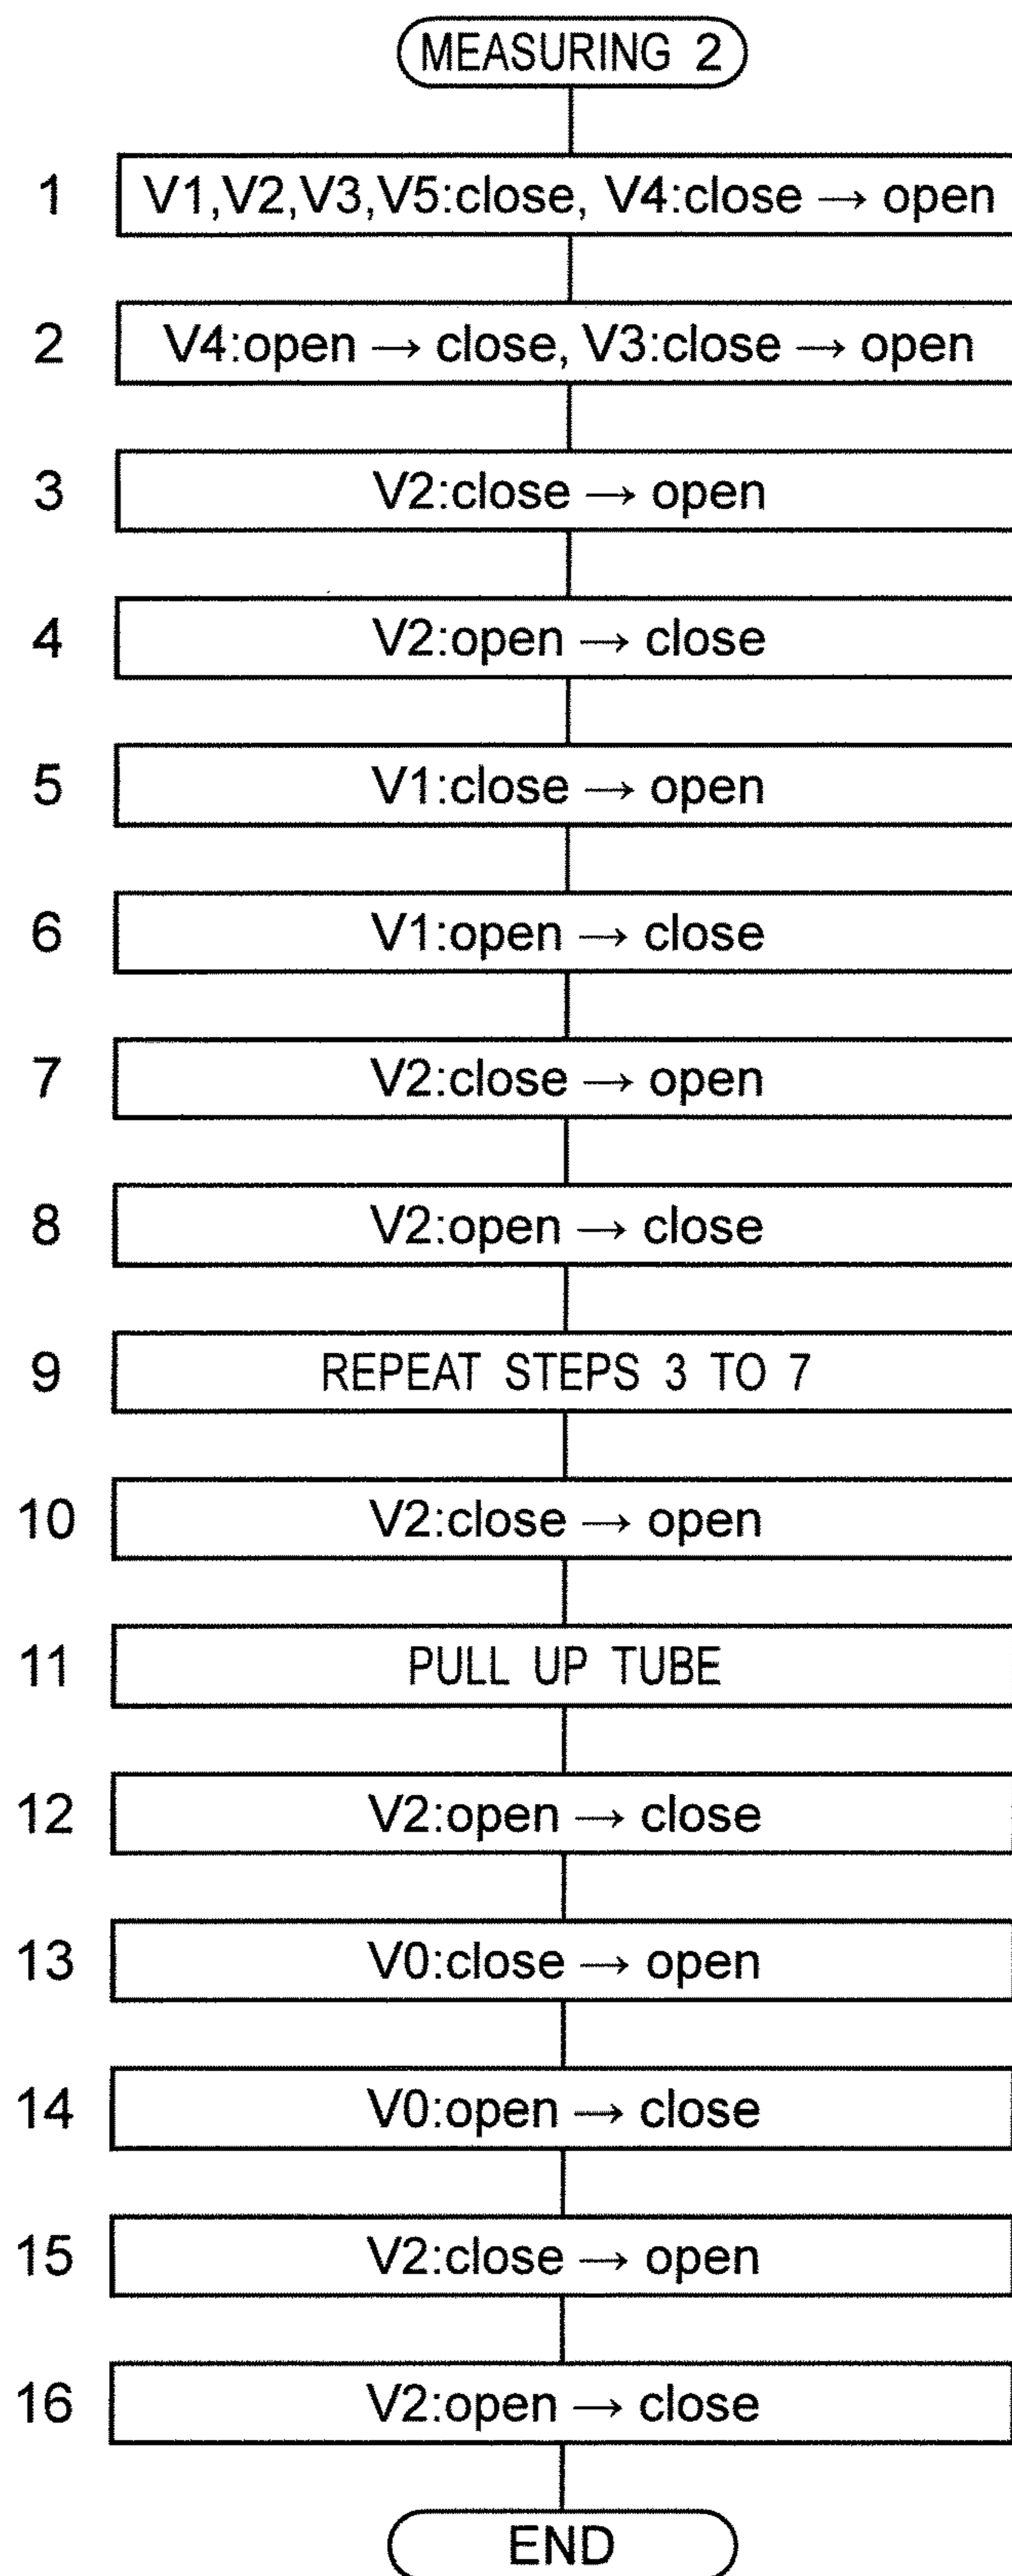 MEASURING 2
1 V1,V2,V3,V5:close, V4:close → open
2 V4:open → close, V3:close → open
3 V2:close → open
4 V2:open → close
5 V1:close → open
6 V1:open → close
7 V2:close → open
8 V2:open → close
9 REPEAT STEPS 3 TO 7
10 V2:close → open
11 PULL UP TUBE
12 V2:open → close
13 V0:close → open
14 V0:open → close
15 V2:close → open
16 V2:open → close
END